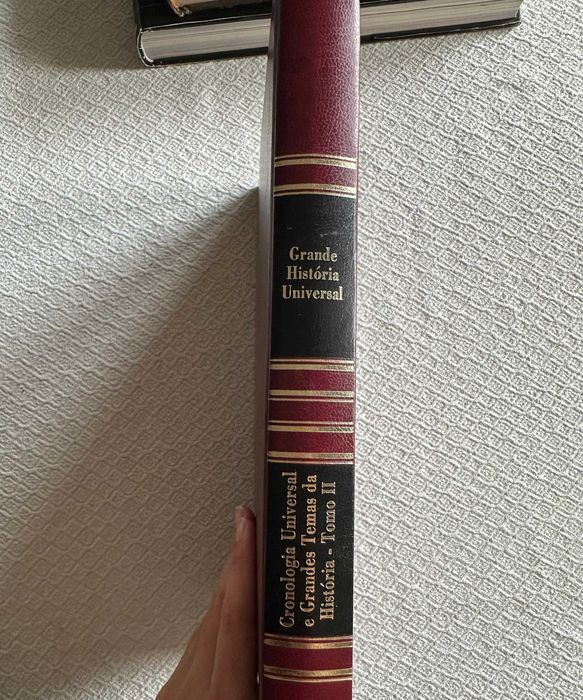 Grande
História
Universal
Cronologia Universal
e Grandes Temas da
História - Tomo II